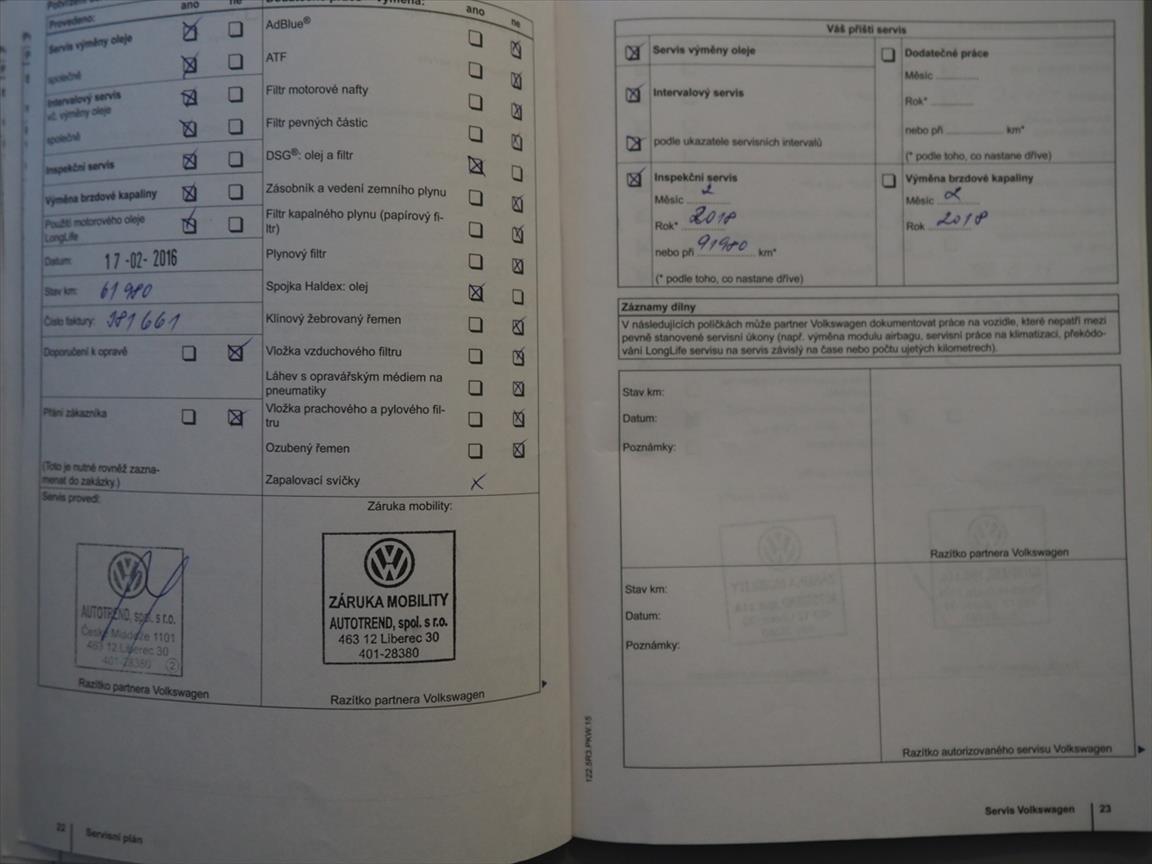 Provedeno:
ano
ne
Servis výměny oleje
společně
Intervalový servis
vč. výměny oleje
společně
Inspekční servis
Výměna brzdové kapaliny
Použití motorového oleje
LongLife
Datum: 17-02-2016
Stav km: 61980
Číslo faktury: 981661
Doporučení k opravě
Přání zákazníka
(Toto je nutné rovněž zazna-
menat do zakázky.)
Servis provedl:
AUTOTREND, spol. s r.o.
České Mládeže 1101
463 12 Liberec 30
401-28380 2
Razítko partnera Volkswagen
ano
ne
AdBlue®
ATF
Filtr motorové nafty
Filtr pevných částic
DSG®: olej a filtr
Zásobník a vedení zemního plynu
Filtr kapalného plynu (papírový fi-
ltr)
Plynový filtr
Spojka Haldex: olej
Klínový žebrovaný řemen
Vložka vzduchového filtru
Láhev s opravářským médiem na
pneumatiky
Vložka prachového a pylového fil-
tru
Ozubený řemen
Zapalovací svíčky
Záruka mobility:
ZÁRUKA MOBILITY
AUTOTREND, spol. s r.o.
463 12 Liberec 30
401-28380
Razítko partnera Volkswagen
22 Servisní plán
Váš příští servis
Servis výměny oleje
Intervalový servis
podle ukazatele servisních intervalů
Dodatečné práce
Měsíc
Rok*
nebo při km*
(* podle toho, co nastane dříve)
Inspekční servis
Měsíc 2
Rok* 2018
nebo při 91980 km*
(* podle toho, co nastane dříve)
Výměna brzdové kapaliny
Měsíc 2
Rok 2018
Záznamy dílny
V následujících políčkách může partner Volkswagen dokumentovat práce na vozidle, které nepatří mezi
pevně stanovené servisní úkony (např. výměna modulu airbagu, servisní práce na klimatizaci, překódo-
vání LongLife servisu na servis závislý na čase nebo počtu ujetých kilometrech).
Stav km:
Datum:
Poznámky:
Razítko partnera Volkswagen
Stav km:
Datum:
Poznámky:
Razítko autorizovaného servisu Volkswagen
122.5R3.PKW.15
Servis Volkswagen 23